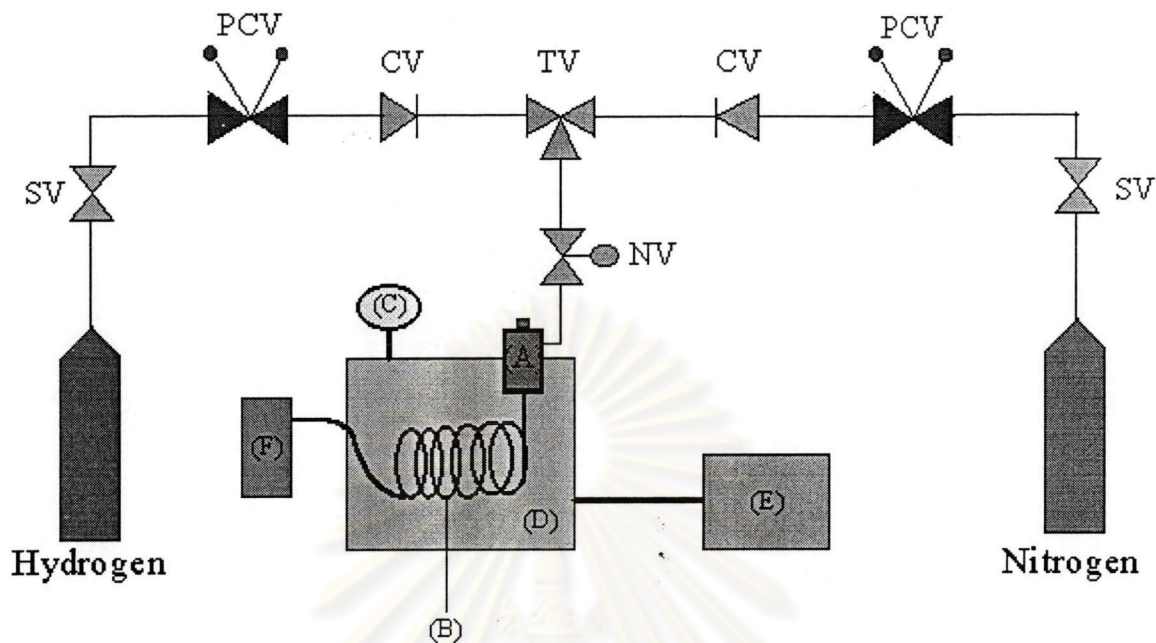 PCV
PCV
CV
TV
CV
SV
SV
NV
(C)
(A)
(F)
(E)
(D)
Hydrogen
Nitrogen
(B)